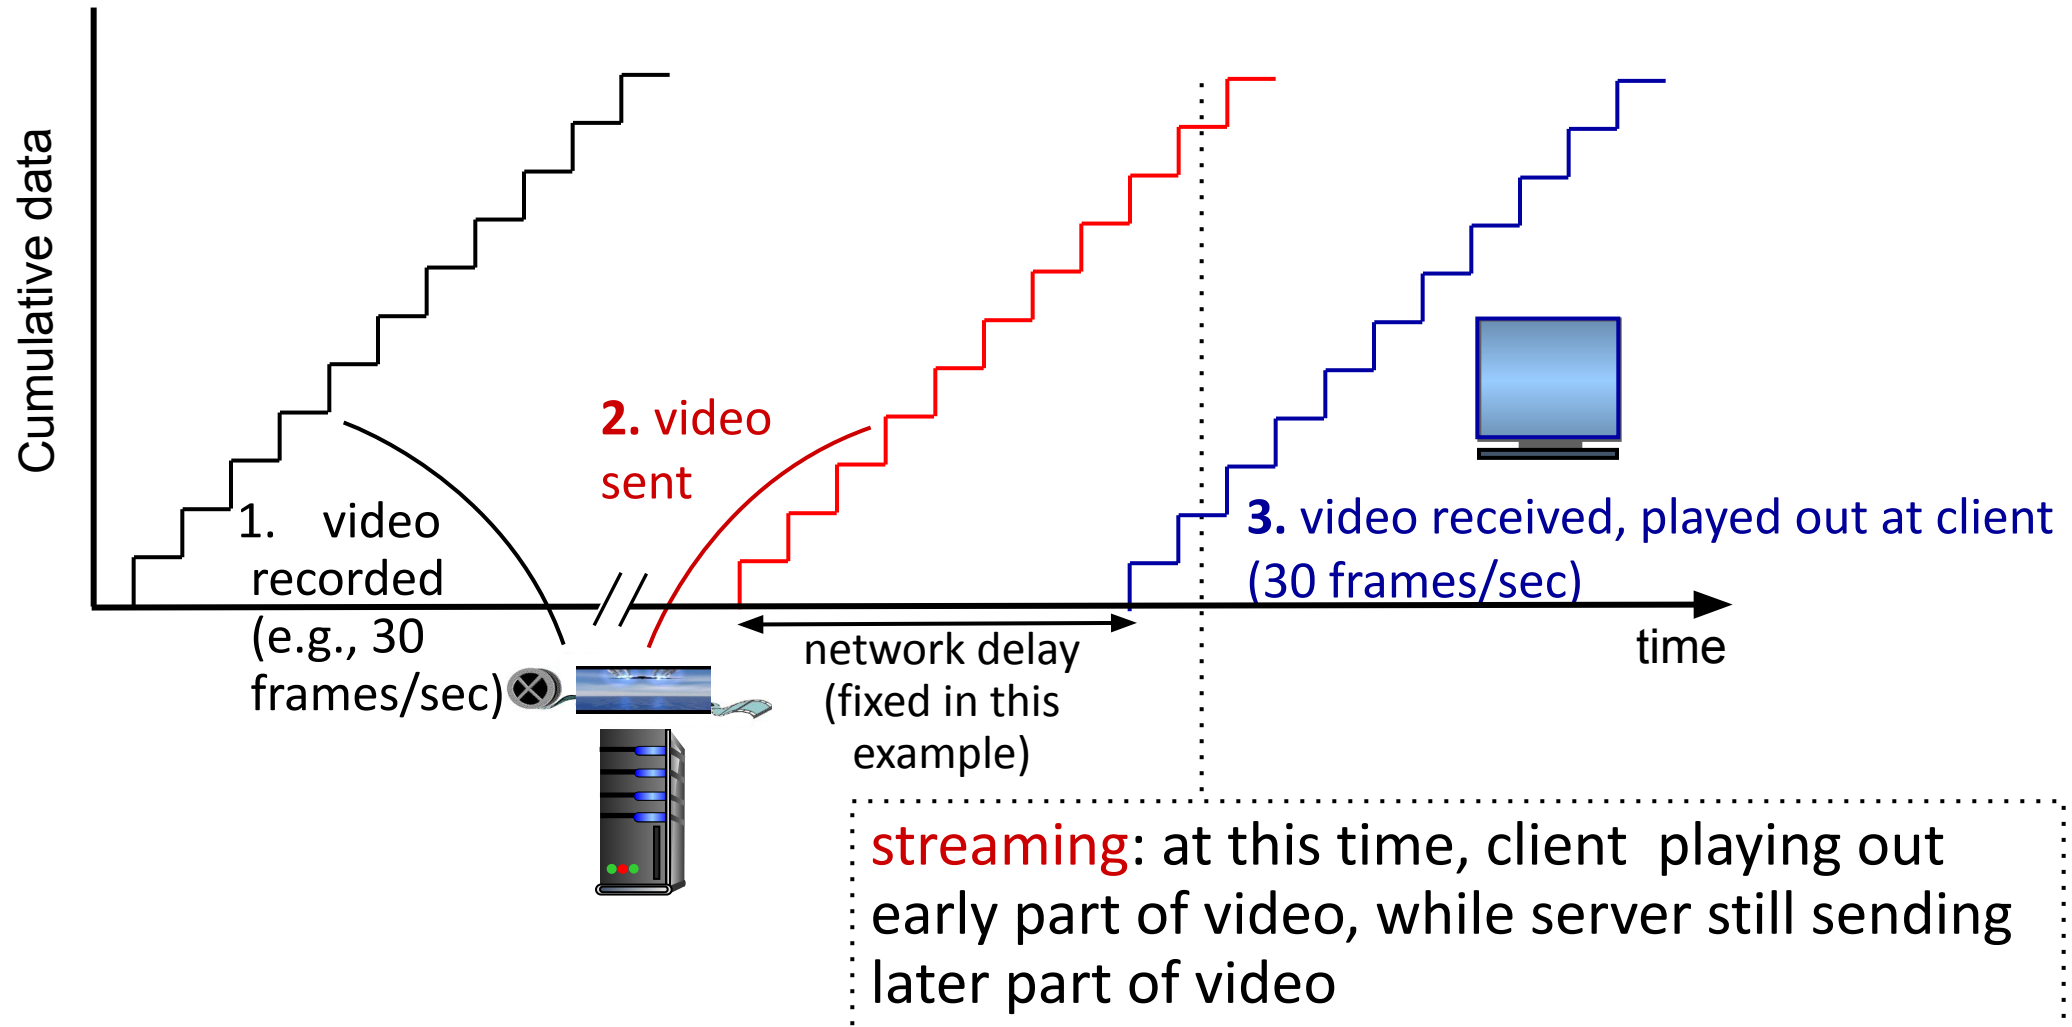 Cumulative data
1. video
recorded
(e.g., 30
frames/sec)
2. video
sent
3. video received, played out at client
(30 frames/sec)
network delay
(fixed in this
example)
time
streaming: at this time, client playing out
early part of video, while server still sending
later part of video